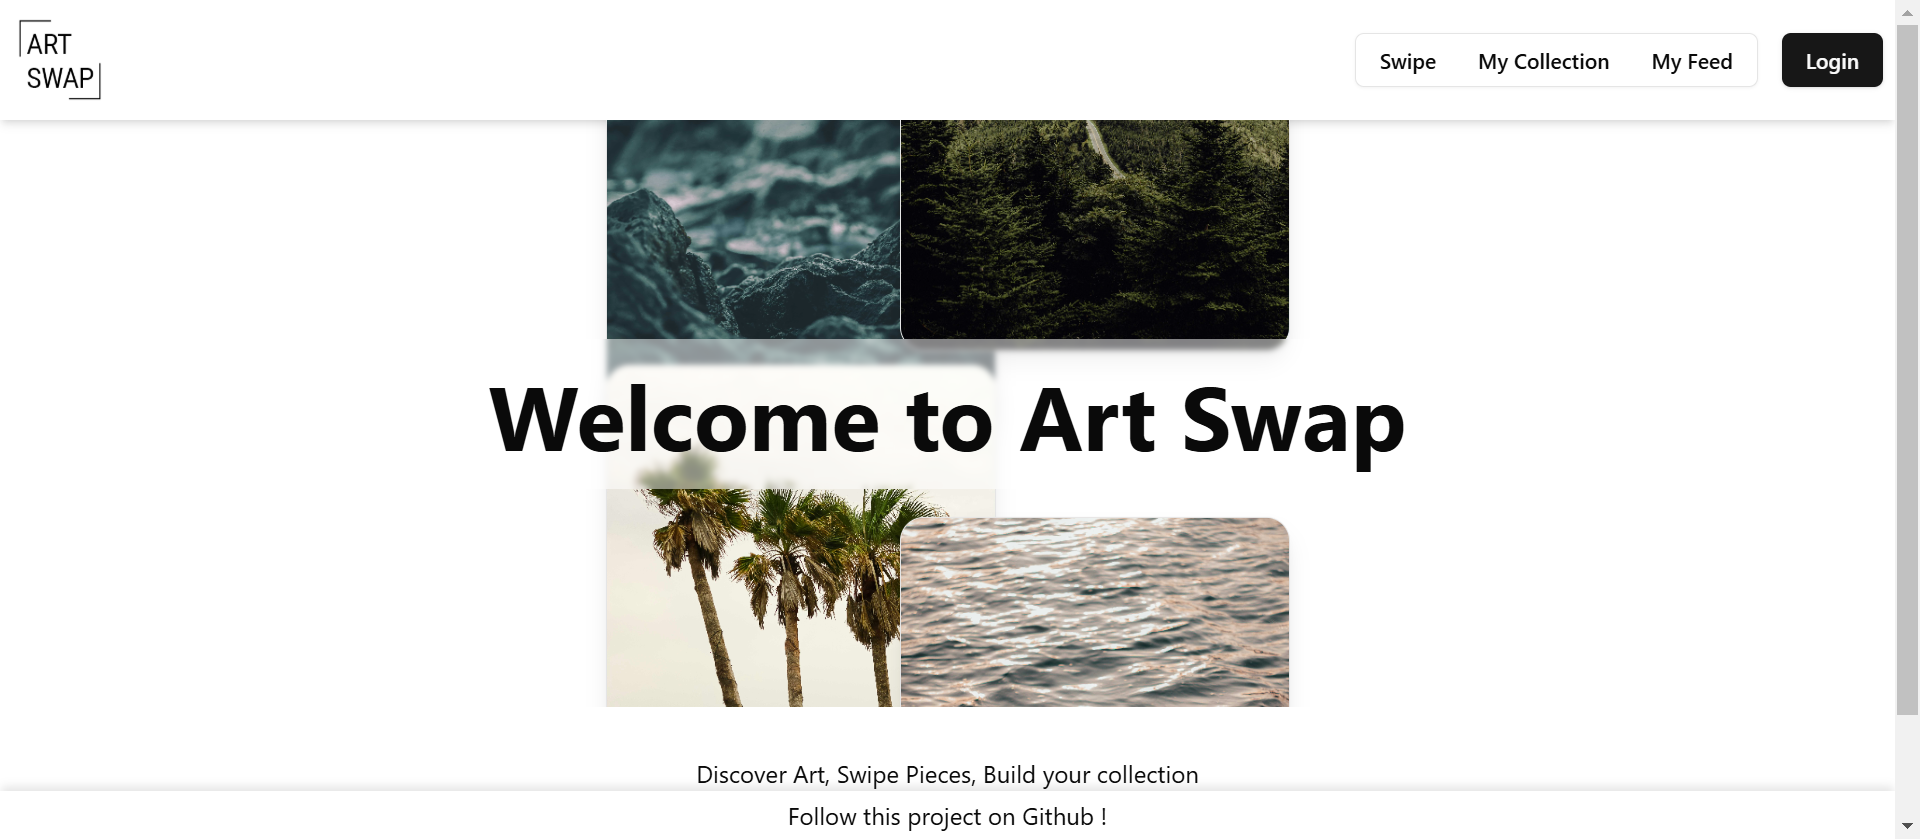 ART
SWAP
Swipe My Collection My Feed Login
Welcome to Art Swap
Discover Art, Swipe Pieces, Build your collection
Follow this project on Github !